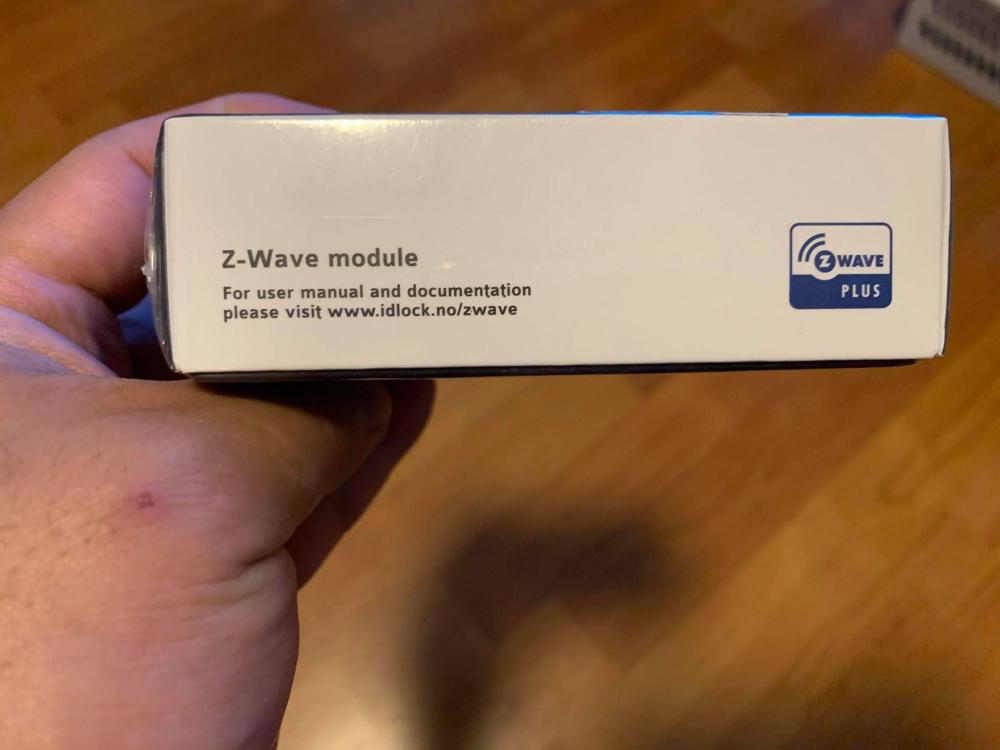 Z-Wave module
For user manual and documentation
please visit www.idlock.no/zwave
Z WAVE
PLUS